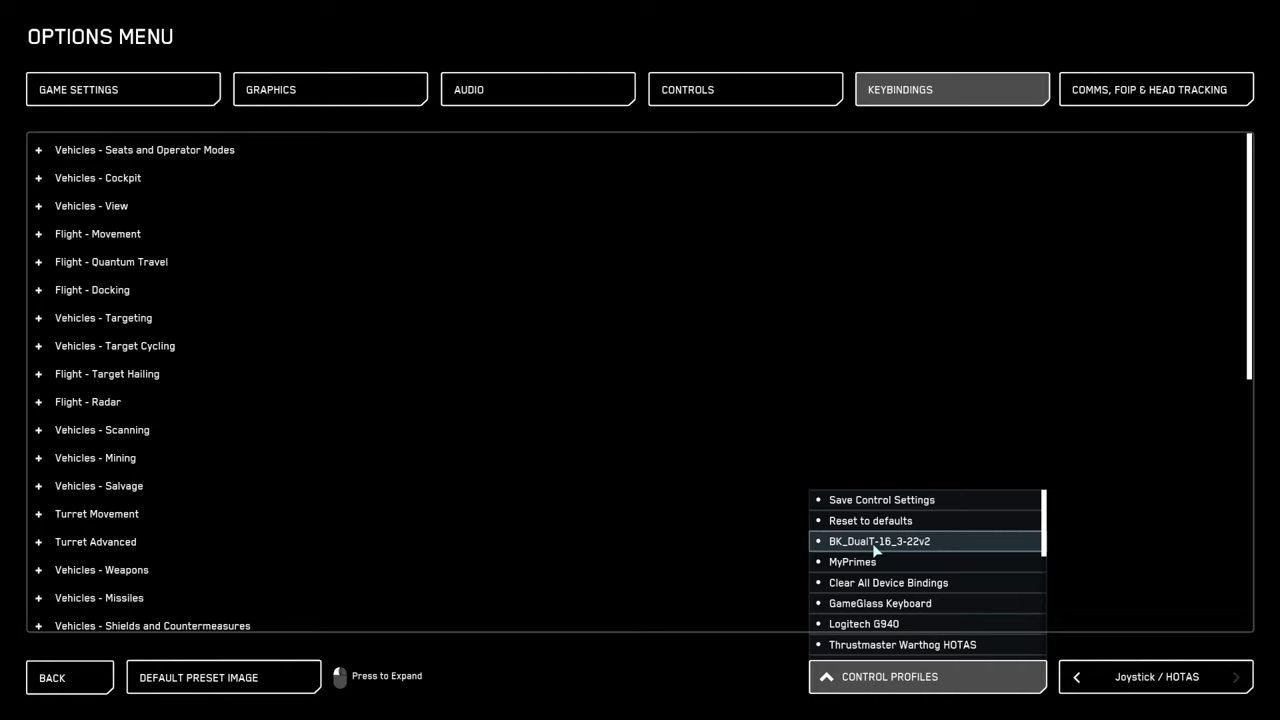 OPTIONS MENU
GAME SETTINGS
GRAPHICS
AUDIO
CONTROLS
KEYBINDINGS
COMMS, FOIP & HEAD TRACKING
+ Vehicles - Seats and Operator Modes
+ Vehicles - Cockpit
+ Vehicles - View
+ Flight - Movement
+ Flight - Quantum Travel
+ Flight - Docking
+ Vehicles - Targeting
+ Vehicles - Target Cycling
+ Flight - Target Hailing
+ Flight - Radar
+ Vehicles - Scanning
+ Vehicles - Mining
+ Vehicles - Salvage
+ Turret Movement
+ Turret Advanced
+ Vehicles - Weapons
+ Vehicles - Missiles
Vehicles - Shields and Countermeasures
• Save Control Settings
• Reset to defaults
• BK_DualT-16_3-22v2
• MyPrimes
• Clear All Device Bindings
• GameGlass Keyboard
• Logitech G940
• Thrustmaster Warthog HOTAS
BACK
DEFAULT PRESET IMAGE
Press to Expand
CONTROL PROFILES
Joystick / HOTAS